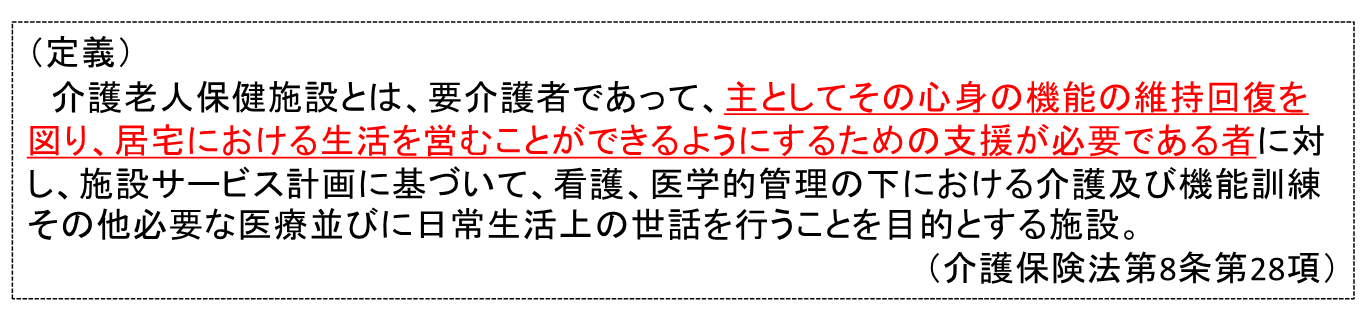 （定義）
介護老人保健施設とは、要介護者であって、主としてその心身の機能の維持回復を
図り、居宅における生活を営むことができるようにするための支援が必要である者に対
し、施設サービス計画に基づいて、看護、医学的管理の下における介護及び機能訓練
その他必要な医療並びに日常生活上の世話を行うことを目的とする施設。
（介護保険法第8条第28項）